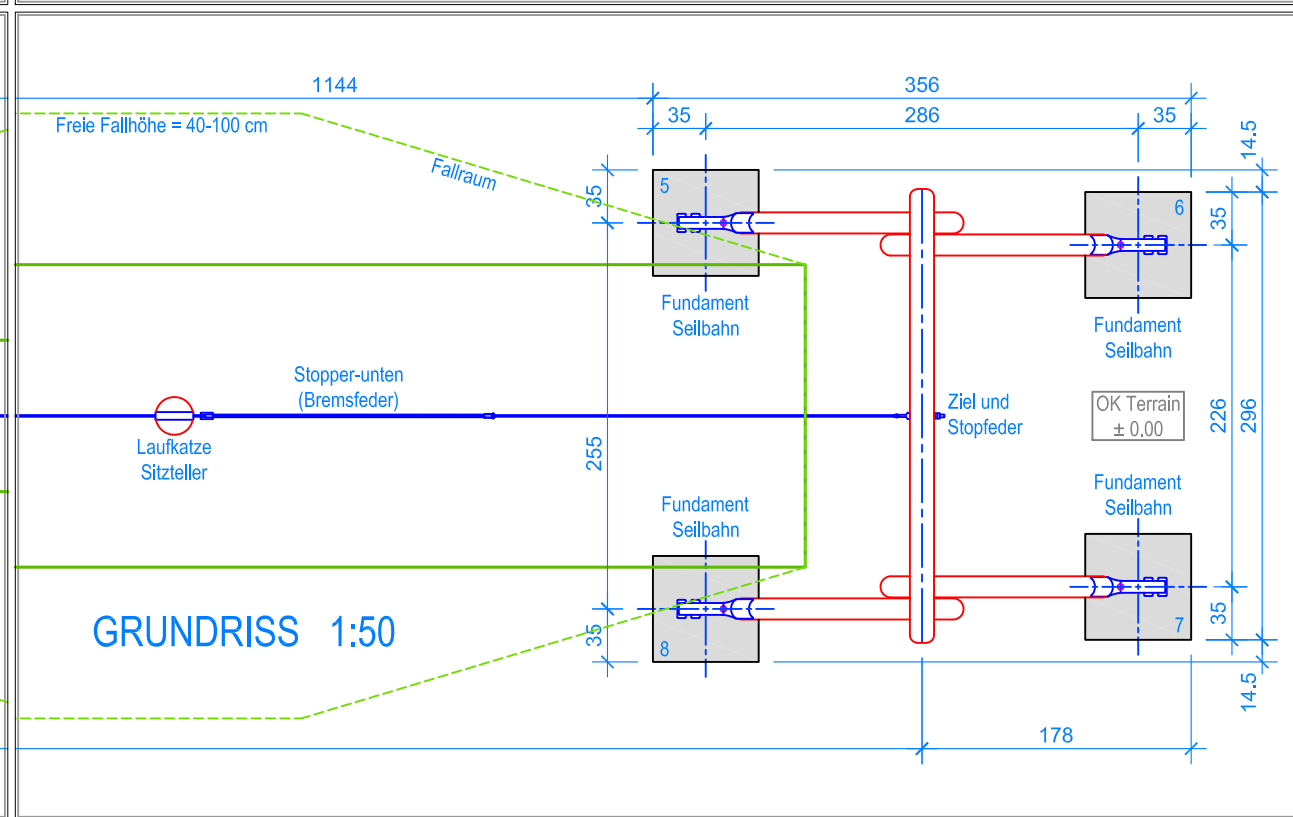 1144
356
35
286
35
14.5
Freie Fallhöhe = 40-100 cm
Fallraum
35
5
6
35
Fundament
Seilbahn
Fundament
Seilbahn
Stopper-unten
(Bremsfeder)
Laufkatze
Sitzteller
Ziel und
Stopfeder
OK Terrain
± 0.00
226
296
255
Fundament
Seilbahn
Fundament
Seilbahn
GRUNDRISS 1:50
35
8
7
35
14.5
178